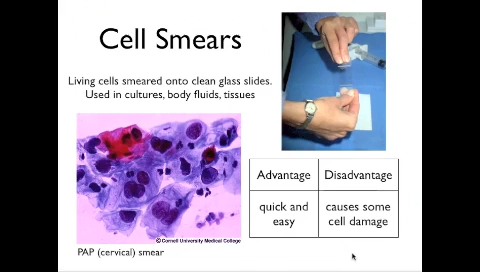 Cell Smears
Living cells smeared onto clean glass slides.
Used in cultures, body fluids, tissues
Advantage Disadvantage
quick and causes some
easy cell damage
© Cornell University Medical College
PAP (cervical) smear